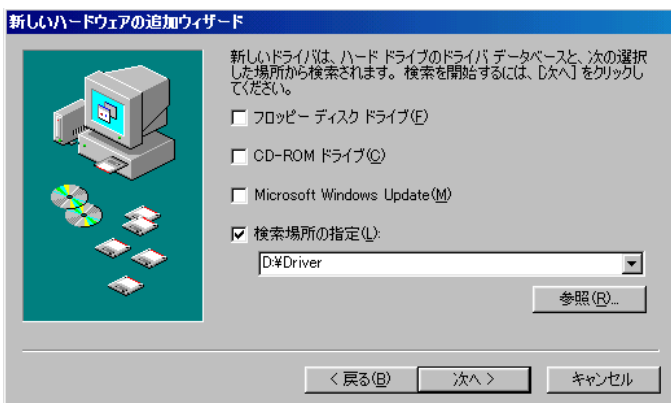 新しいハードウェアの追加ウィザード
新しいドライバは、ハード ドライブのドライバ データベースと、次の選択
した場所から検索されます。検索を開始するには、[次へ] をクリックし
てください。
フロッピー ディスク ドライブ(F)
CD-ROM ドライブ(C)
Microsoft Windows Update(M)
検索場所の指定(L):
D:¥Driver
参照(R)...
< 戻る(B)
次へ >
キャンセル